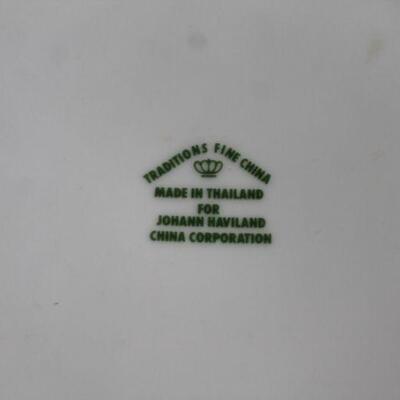 TRADITIONS FINE CHINA
MADE IN THAILAND
FOR
JOHANN HAVILAND
CHINA CORPORATION